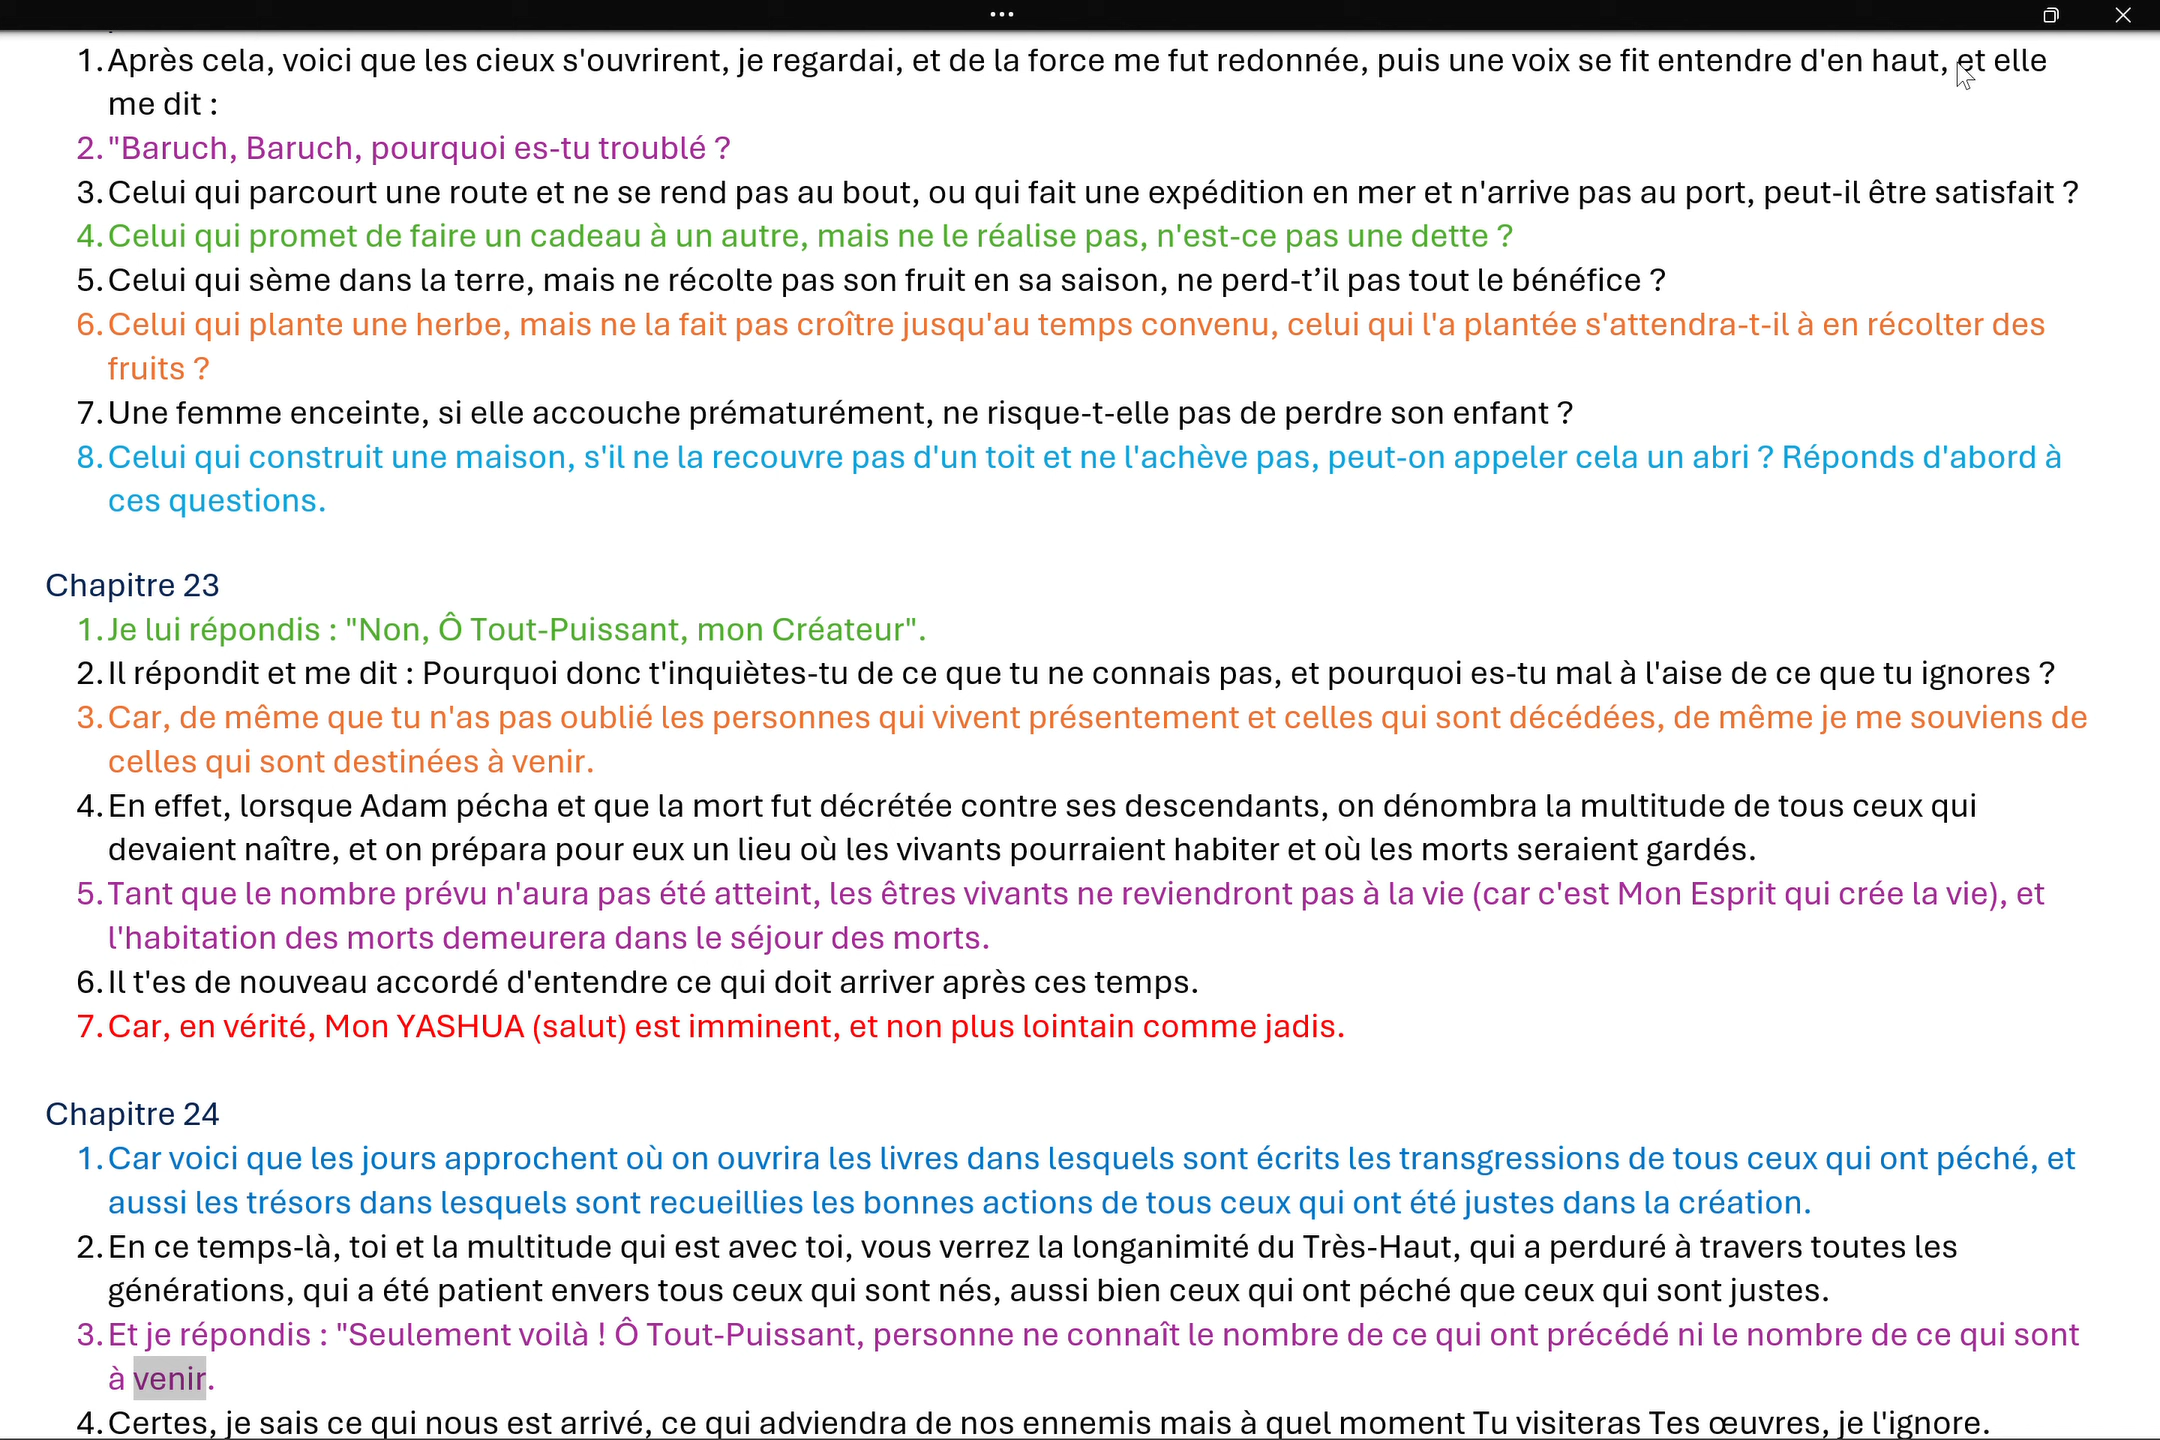 1. Après cela, voici que les cieux s'ouvrirent, je regardai, et de la force me fut redonnée, puis une voix se fit entendre d'en haut, et elle
me dit :
2. "Baruch, Baruch, pourquoi es-tu troublé ?
3. Celui qui parcourt une route et ne se rend pas au bout, ou qui fait une expédition en mer et n'arrive pas au port, peut-il être satisfait ?
4. Celui qui promet de faire un cadeau à un autre, mais ne le réalise pas, n'est-ce pas une dette ?
5. Celui qui sème dans la terre, mais ne récolte pas son fruit en sa saison, ne perd-t’il pas tout le bénéfice ?
6. Celui qui plante une herbe, mais ne la fait pas croître jusqu'au temps convenu, celui qui l'a plantée s'attendra-t-il à en récolter des
fruits ?
7. Une femme enceinte, si elle accouche prématurément, ne risque-t-elle pas de perdre son enfant ?
8. Celui qui construit une maison, s'il ne la recouvre pas d'un toit et ne l'achève pas, peut-on appeler cela un abri ? Réponds d'abord à
ces questions.
Chapitre 23
1. Je lui répondis : "Non, Ô Tout-Puissant, mon Créateur".
2. Il répondit et me dit : Pourquoi donc t'inquiètes-tu de ce que tu ne connais pas, et pourquoi es-tu mal à l'aise de ce que tu ignores ?
3. Car, de même que tu n'as pas oublié les personnes qui vivent présentement et celles qui sont décédées, de même je me souviens de
celles qui sont destinées à venir.
4. En effet, lorsque Adam pécha et que la mort fut décrétée contre ses descendants, on dénombra la multitude de tous ceux qui
devaient naître, et on prépara pour eux un lieu où les vivants pourraient habiter et où les morts seraient gardés.
5. Tant que le nombre prévu n'aura pas été atteint, les êtres vivants ne reviendront pas à la vie (car c'est Mon Esprit qui crée la vie), et
l'habitation des morts demeurera dans le séjour des morts.
6. Il t'es de nouveau accordé d'entendre ce qui doit arriver après ces temps.
7. Car, en vérité, Mon YASHUA (salut) est imminent, et non plus lointain comme jadis.
Chapitre 24
1. Car voici que les jours approchent où on ouvrira les livres dans lesquels sont écrits les transgressions de tous ceux qui ont péché, et
aussi les trésors dans lesquels sont recueillies les bonnes actions de tous ceux qui ont été justes dans la création.
2. En ce temps-là, toi et la multitude qui est avec toi, vous verrez la longanimité du Très-Haut, qui a perduré à travers toutes les
générations, qui a été patient envers tous ceux qui sont nés, aussi bien ceux qui ont péché que ceux qui sont justes.
3. Et je répondis : "Seulement voilà ! Ô Tout-Puissant, personne ne connaît le nombre de ce qui ont précédé ni le nombre de ce qui sont
à venir.
4. Certes, je sais ce qui nous est arrivé, ce qui adviendra de nos ennemis mais à quel moment Tu visiteras Tes œuvres, je l'ignore.